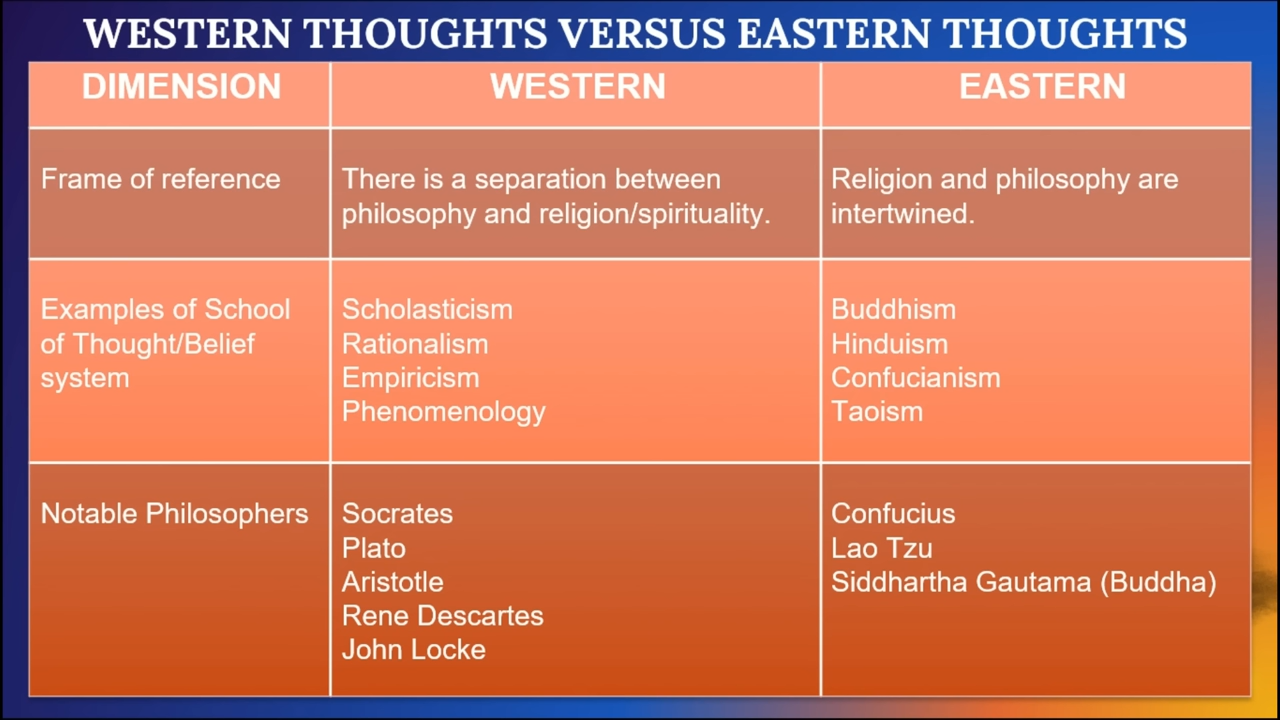 WESTERN THOUGHTS VERSUS EASTERN THOUGHTS
DIMENSION
WESTERN
EASTERN
Frame of reference
There is a separation between
philosophy and religion/spirituality.
Religion and philosophy are
intertwined.
Examples of School
of Thought/Belief
system
Scholasticism
Rationalism
Empiricism
Phenomenology
Buddhism
Hinduism
Confucianism
Taoism
Notable Philosophers
Socrates
Plato
Aristotle
Rene Descartes
John Locke
Confucius
Lao Tzu
Siddhartha Gautama (Buddha)